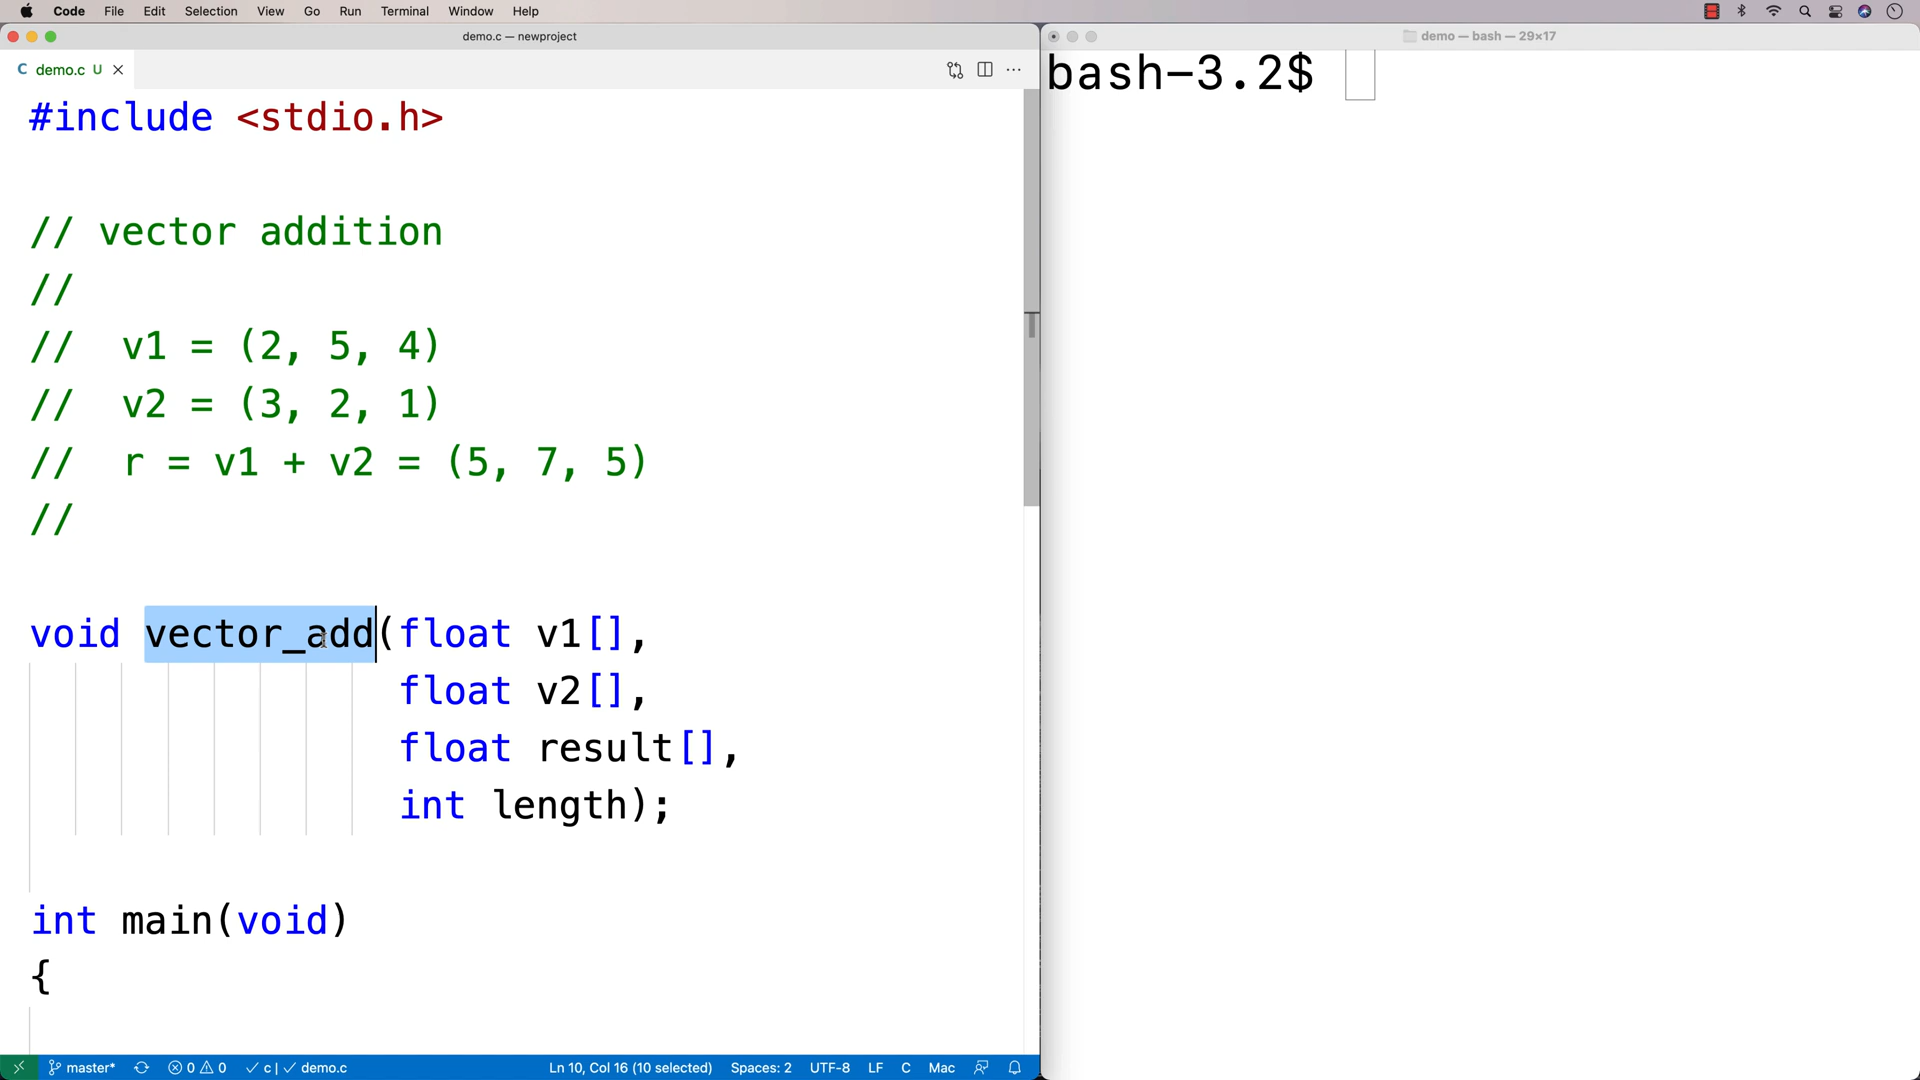 Code File Edit Selection View Go Run Terminal Window Help
demo.c — newproject
C demo.c U
#include <stdio.h>
// vector addition
//
// v1 = (2, 5, 4)
// v2 = (3, 2, 1)
// r = v1 + v2 = (5, 7, 5)
//
void vector_add(float v1[],
float v2[],
float result[],
int length);
int main(void)
{
master* 0 0 c | demo.c Ln 10, Col 16 (10 selected) Spaces: 2 UTF-8 LF C Mac
demo — bash — 29×17
bash-3.2$